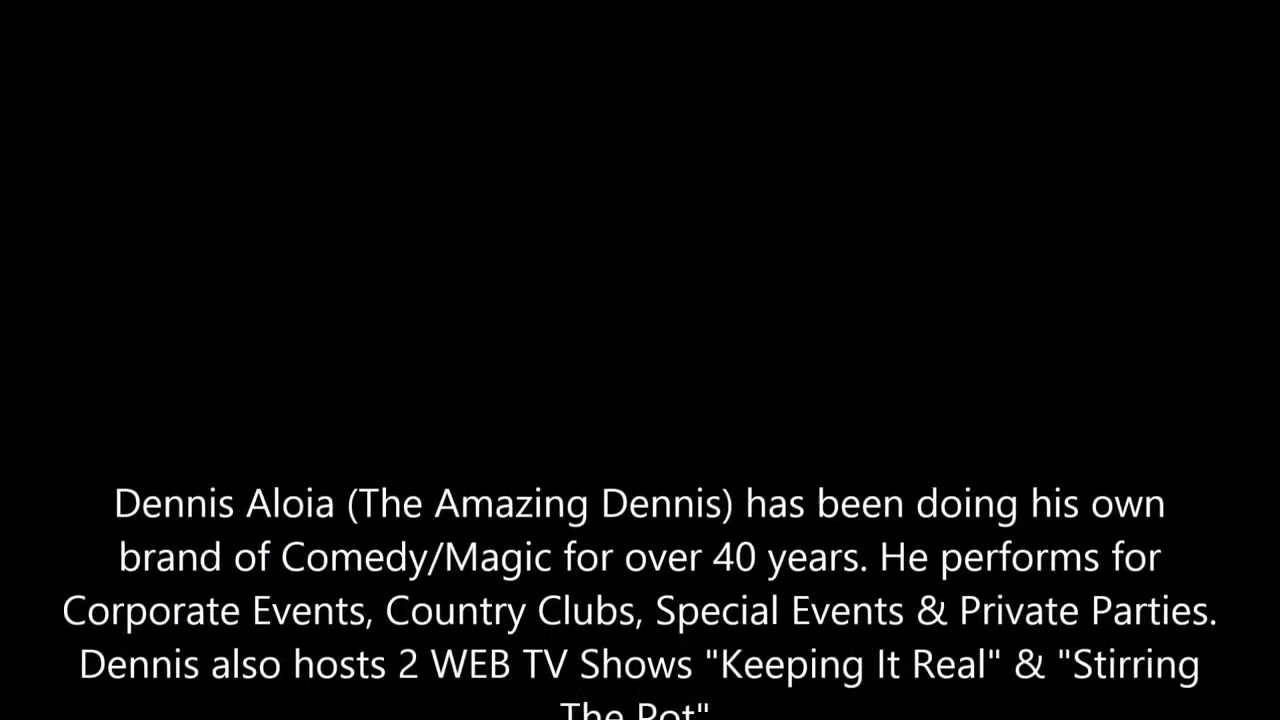 Dennis Aloia (The Amazing Dennis) has been doing his own
brand of Comedy/Magic for over 40 years. He performs for
Corporate Events, Country Clubs, Special Events & Private Parties.
Dennis also hosts 2 WEB TV Shows "Keeping It Real" & "Stirring
The Pot"